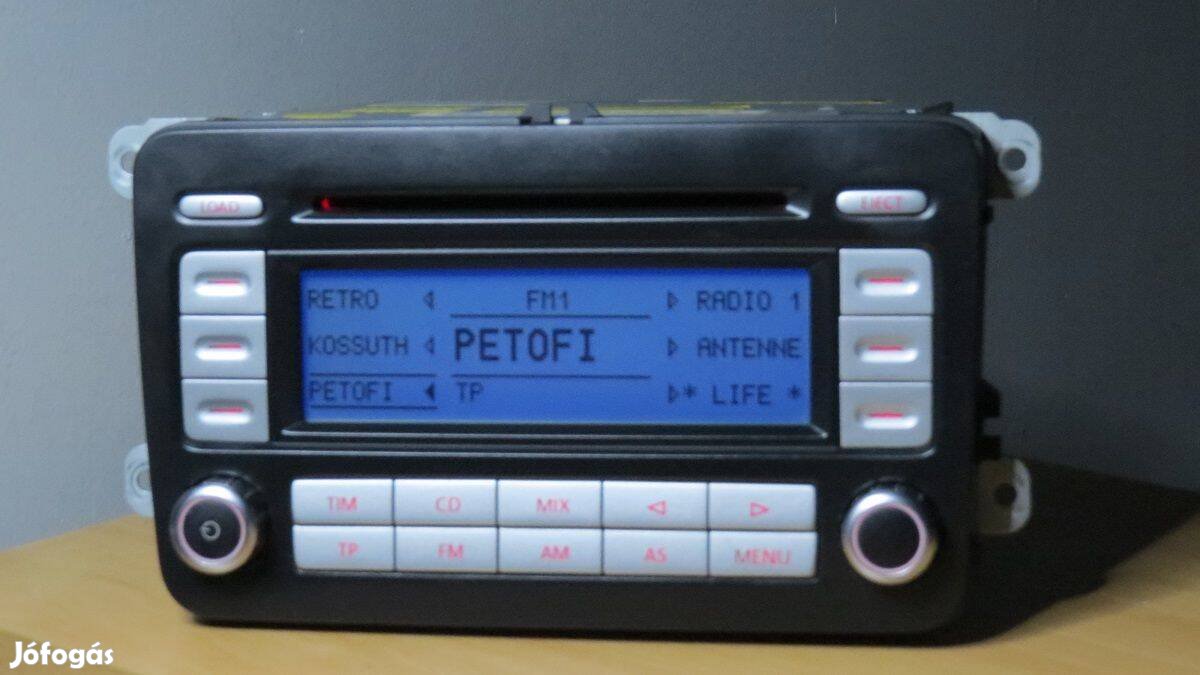 LOAD EJECT
RETRO FM1 RADIO 1
KOSSUTH PETOFI ANTENNE
PETOFI TP * LIFE *
TIM CD MIX
TP FM AM AS MENU
Jófogás